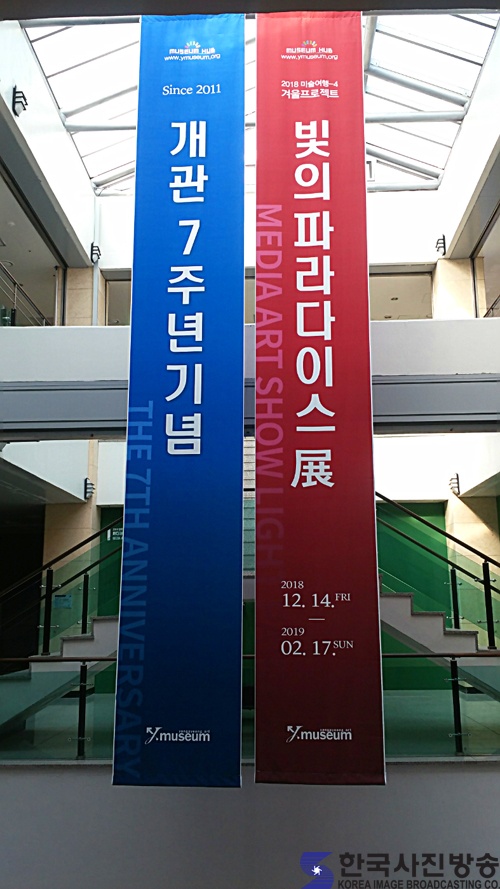 MUSEUM HUB
www.ymuseum.org
Since 2011
개관 7주년기념
THE 7TH ANNIVERSARY
y.museum
MUSEUM HUB
www.ymuseum.org
2018 미술여행-4
겨울프로젝트
빛의파라다이스 展
MEDIA ART SHOW LIGH
2018
12. 14. FRI
—
2019
02. 17. SUN
y.museum
한국사진방송
KOREA IMAGE BROADCASTING CO